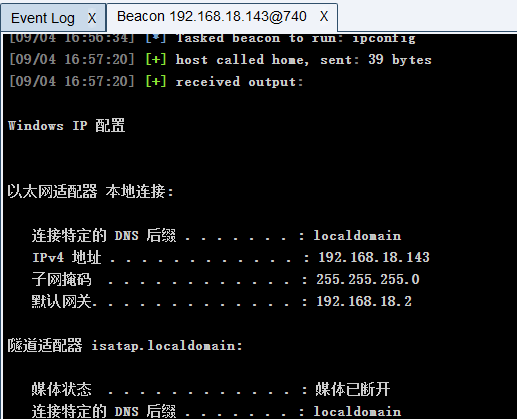 Event Log X
Beacon 192.168.18.143@740 X
[09/04 16:56:34] [*] Tasked beacon to run: ipconfig
[09/04 16:57:20] [+] host called home, sent: 39 bytes
[09/04 16:57:20] [+] received output:
Windows IP 配置
以太网适配器 本地连接:
连接特定的 DNS 后缀 . . . . . . . : localdomain
IPv4 地址 . . . . . . . . . . . . : 192.168.18.143
子网掩码 . . . . . . . . . . . . : 255.255.255.0
默认网关. . . . . . . . . . . . . : 192.168.18.2
隧道适配器 isatap.localdomain:
媒体状态 . . . . . . . . . . . . : 媒体已断开
连接特定的 DNS 后缀 . . . . . . . : localdomain